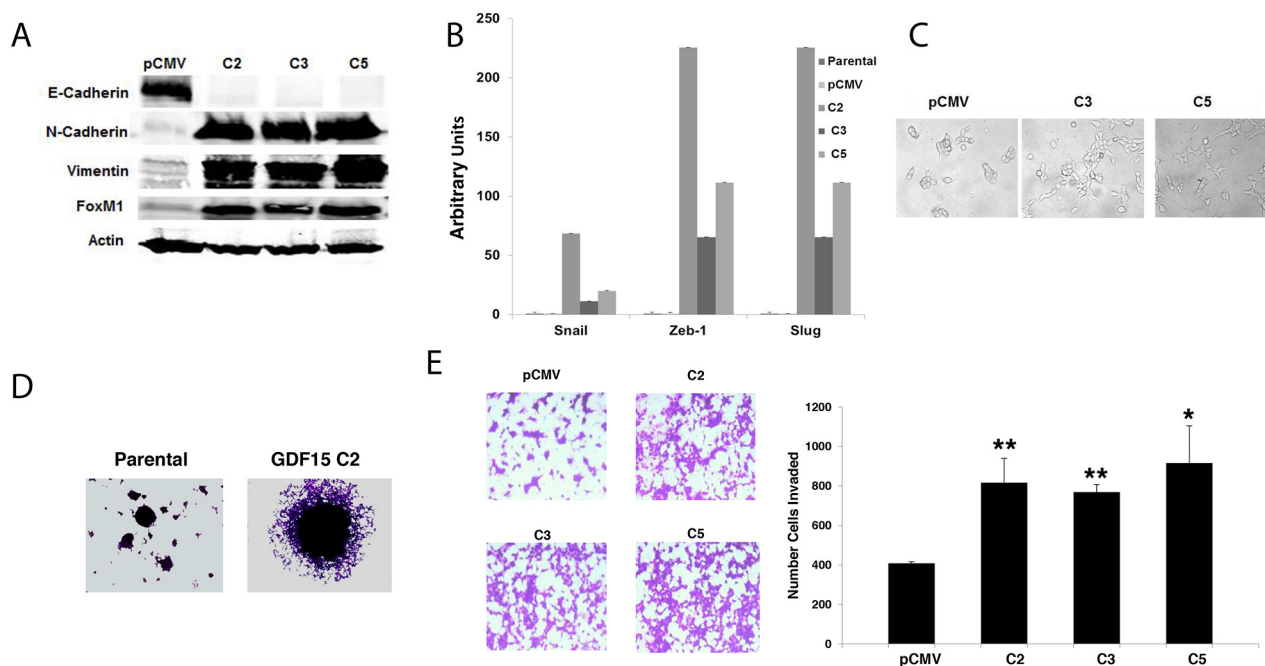 A
pCMV C2 C3 C5
E-Cadherin
N-Cadherin
Vimentin
FoxM1
Actin
B
Arbitrary Units
250
200
150
100
50
0
Snail Zeb-1 Slug
Parental
pCMV
C2
C3
C5
C
pCMV C3 C5
D
Parental GDF15 C2
E
pCMV C2
C3 C5
Number Cells Invaded
1200
1000
800
600
400
200
0
** ** *
pCMV C2 C3 C5